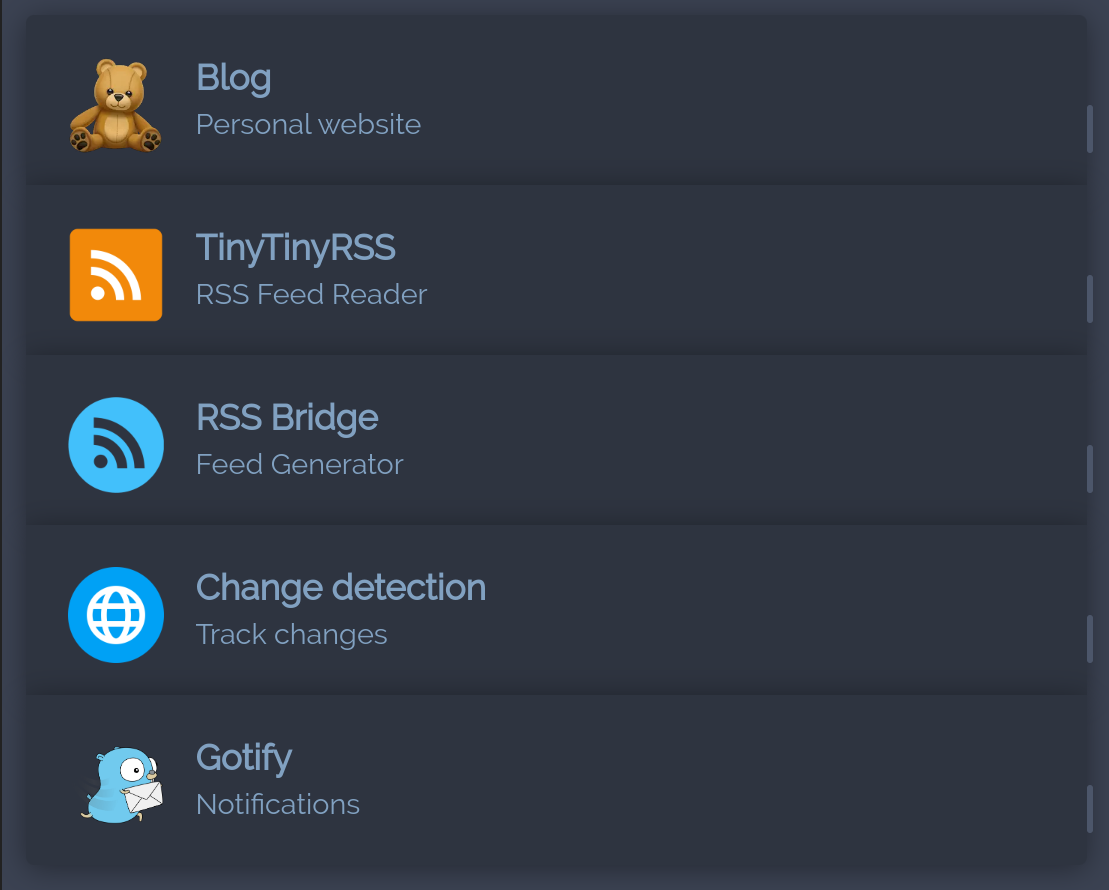 Blog
Personal website
TinyTinyRSS
RSS Feed Reader
RSS Bridge
Feed Generator
Change detection
Track changes
Gotify
Notifications